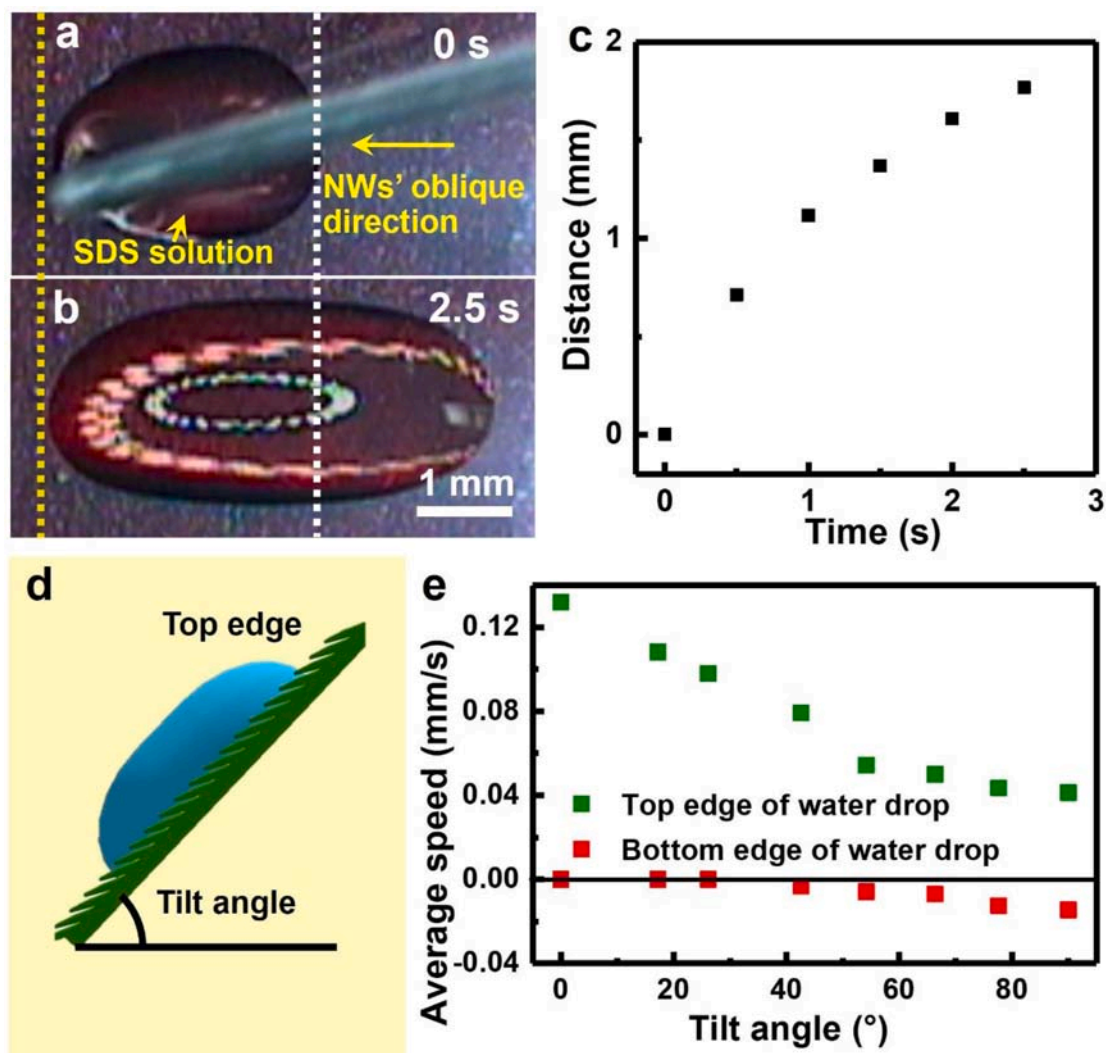 a
0 s
NWs' oblique
direction
SDS solution
b
2.5 s
1 mm
c
Distance (mm)
2
1
0
0
1
2
3
Time (s)
d
Top edge
Tilt angle
e
Average speed (mm/s)
0.12
0.08
0.04
0.00
-0.04
Top edge of water drop
Bottom edge of water drop
0
20
40
60
80
Tilt angle (°)